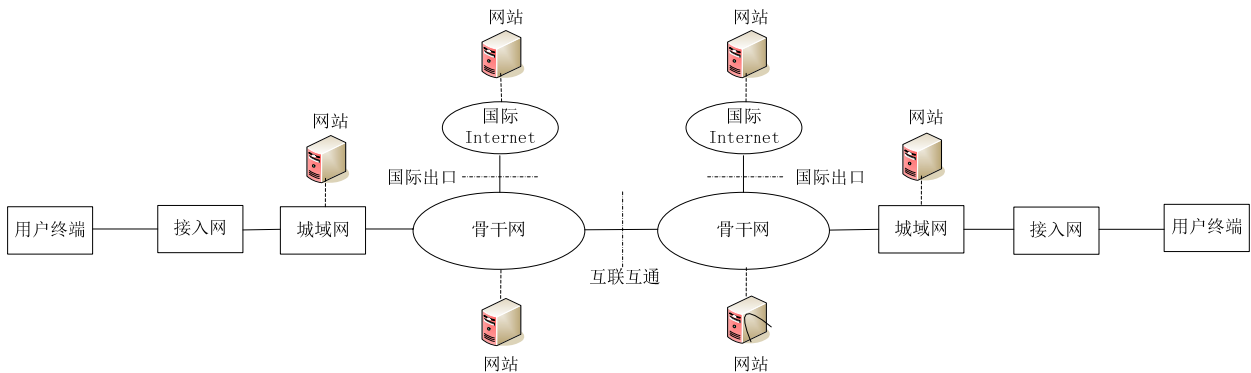 网站
网站
国际
Internet
国际
Internet
网站
网站
国际出口
国际出口
用户终端
接入网
城域网
骨干网
骨干网
城域网
接入网
用户终端
互联互通
网站
网站